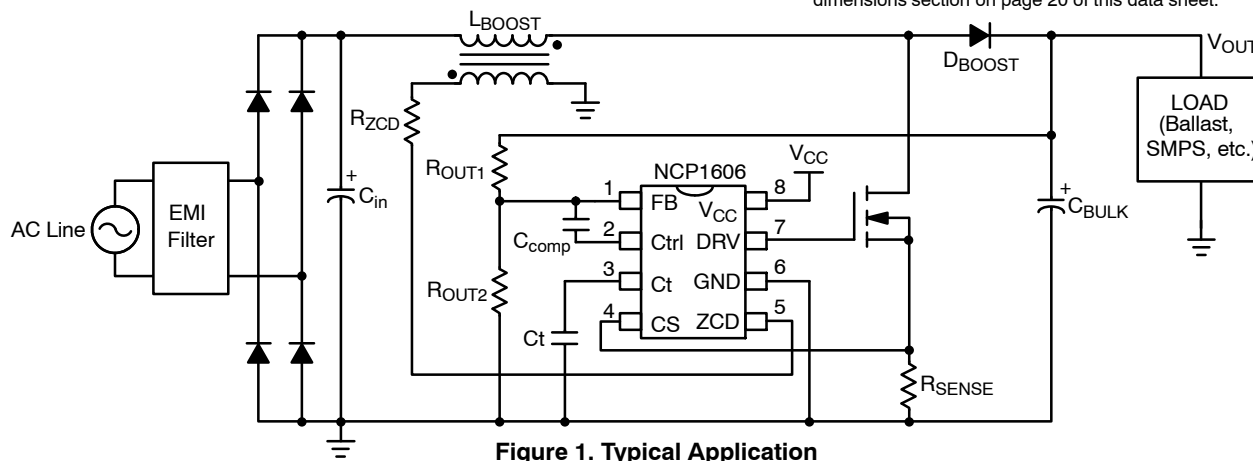 dimensions section on page 20 of this data sheet.
LBOOST
DBOOST
VOUT
LOAD
(Ballast,
SMPS, etc.)
RZCD
ROUT1
VCC
NCP1606
1
FB
8
VCC
2
Ctrl
DRV
7
3
Ct
GND
6
4
CS
ZCD
5
+
Cin
+
CBULK
AC Line
EMI
Filter
Ccomp
ROUT2
Ct
RSENSE
Figure 1. Typical Application